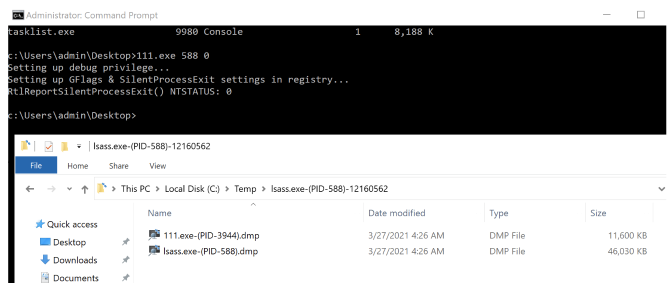 Administrator: Command Prompt
tasklist.exe 9980 Console 1 8,188 K
c:\Users\admin\Desktop>111.exe 588 0
Setting up debug privilege...
Setting up GFlags & SilentProcessExit settings in registry...
RtlReportSilentProcessExit() NTSTATUS: 0
c:\Users\admin\Desktop>
lsass.exe-(PID-588)-12160562
File Home Share View
This PC > Local Disk (C:) > Temp > lsass.exe-(PID-588)-12160562
Name Date modified Type Size
Quick access
111.exe-(PID-3944).dmp 3/27/2021 4:26 AM DMP File 11,600 KB
Desktop
lsass.exe-(PID-588).dmp 3/27/2021 4:26 AM DMP File 46,030 KB
Downloads
Documents